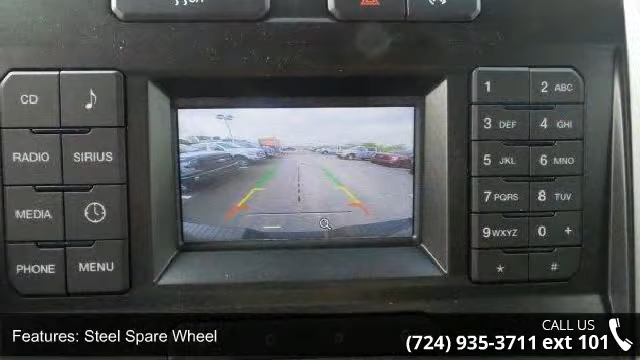 CD
RADIO SIRIUS
MEDIA
PHONE MENU
1 2 ABC
3 DEF 4 GHI
5 JKL 6 MNO
7 PQRS 8 TUV
9 WXYZ 0 +
* #
Features: Steel Spare Wheel
CALL US
(724) 935-3711 ext 101